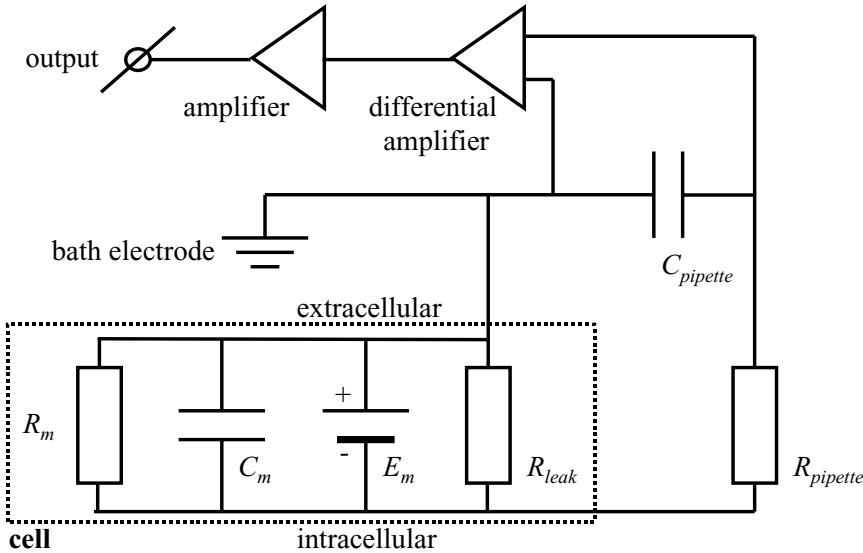 output
amplifier
differential
amplifier
bath electrode
C_pipette
extracellular
R_m
C_m
+
-
E_m
R_leak
R_pipette
cell
intracellular